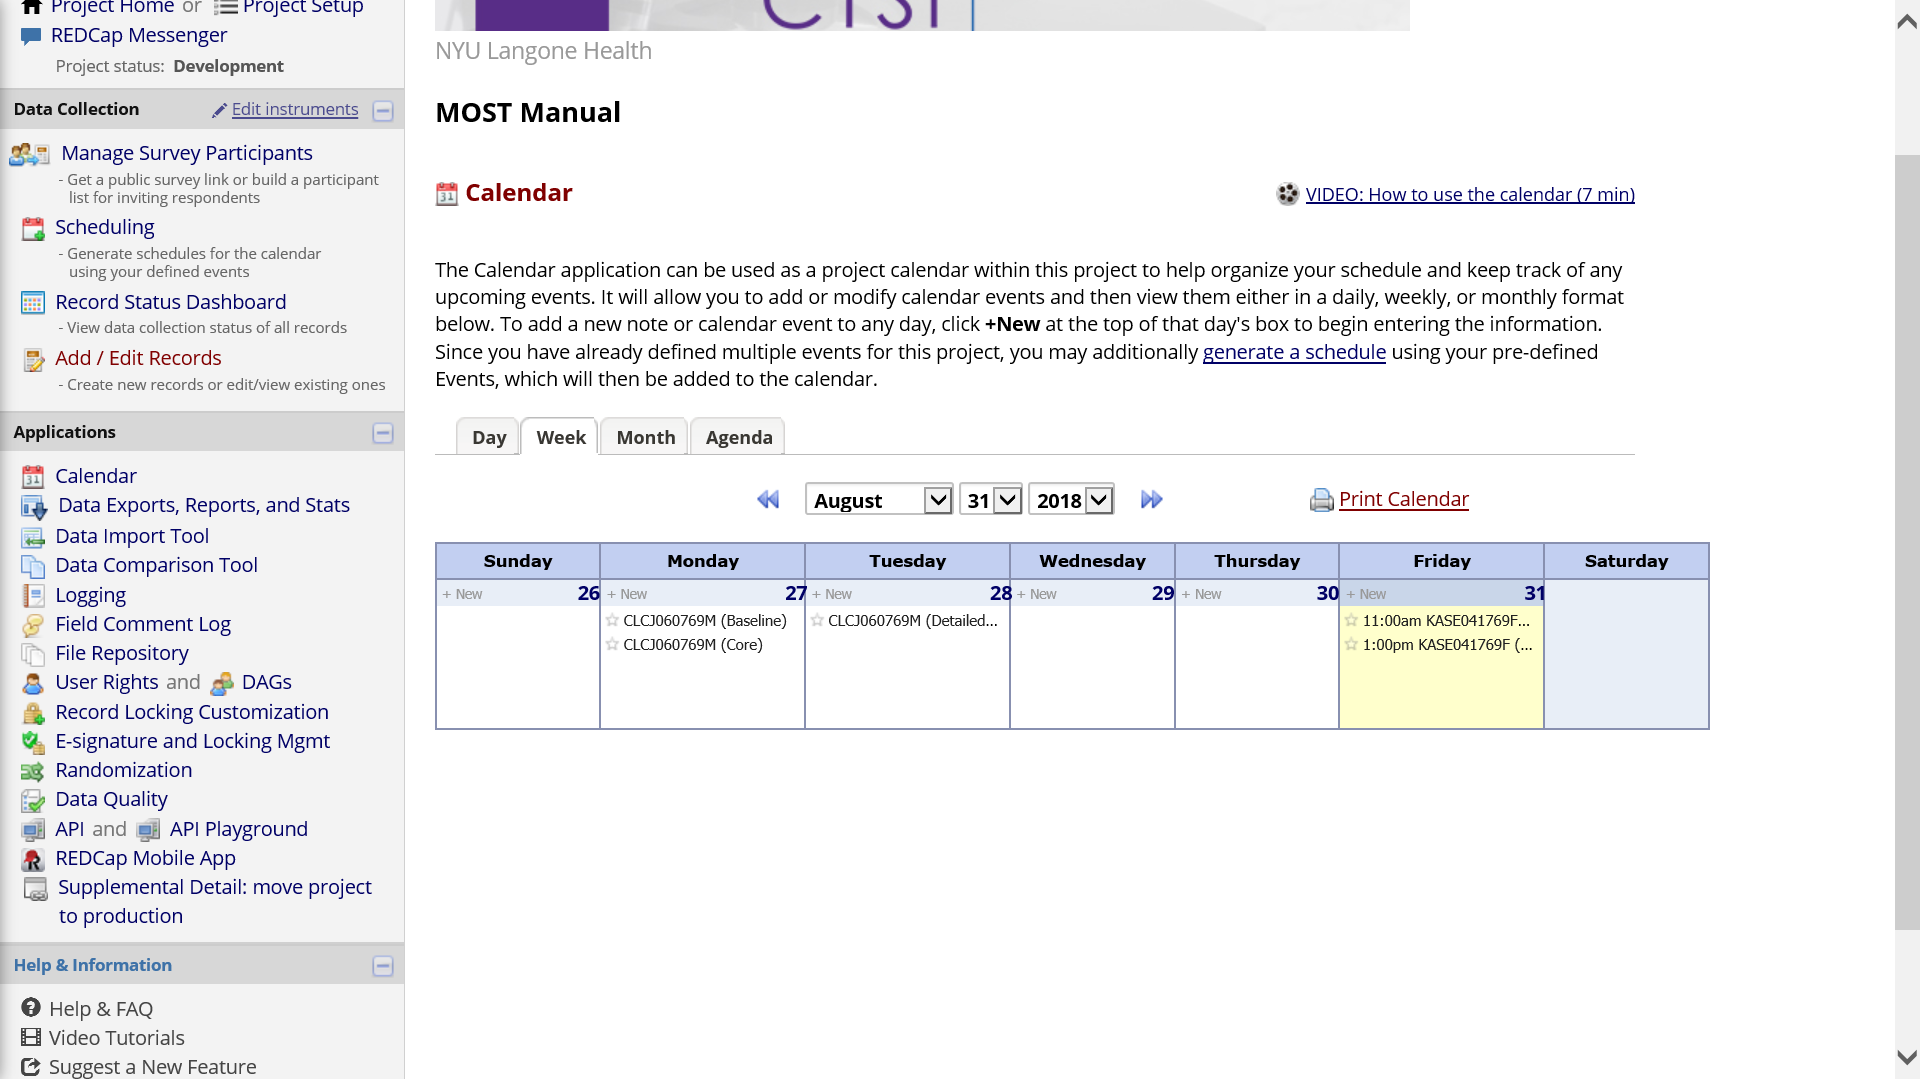 Project Home or Project Setup
REDCap Messenger
Project status: Development
Data Collection Edit instruments
Manage Survey Participants
- Get a public survey link or build a participant
list for inviting respondents
Scheduling
- Generate schedules for the calendar
using your defined events
Record Status Dashboard
- View data collection status of all records
Add / Edit Records
- Create new records or edit/view existing ones
Applications
Calendar
Data Exports, Reports, and Stats
Data Import Tool
Data Comparison Tool
Logging
Field Comment Log
File Repository
User Rights and DAGs
Record Locking Customization
E-signature and Locking Mgmt
Randomization
Data Quality
API and API Playground
REDCap Mobile App
Supplemental Detail: move project
to production
Help & Information
Help & FAQ
Video Tutorials
Suggest a New Feature
CTSI
NYU Langone Health
MOST Manual
Calendar
VIDEO: How to use the calendar (7 min)
The Calendar application can be used as a project calendar within this project to help organize your schedule and keep track of any
upcoming events. It will allow you to add or modify calendar events and then view them either in a daily, weekly, or monthly format
below. To add a new note or calendar event to any day, click +New at the top of that day's box to begin entering the information.
Since you have already defined multiple events for this project, you may additionally generate a schedule using your pre-defined
Events, which will then be added to the calendar.
Day Week Month Agenda
August 31 2018 Print Calendar
Sunday Monday Tuesday Wednesday Thursday Friday Saturday
+ New 26 + New 27 + New 28 + New 29 + New 30 + New 31
CLCJ060769M (Baseline) CLCJ060769M (Detailed... 11:00am KASE041769F...
CLCJ060769M (Core) 1:00pm KASE041769F (...